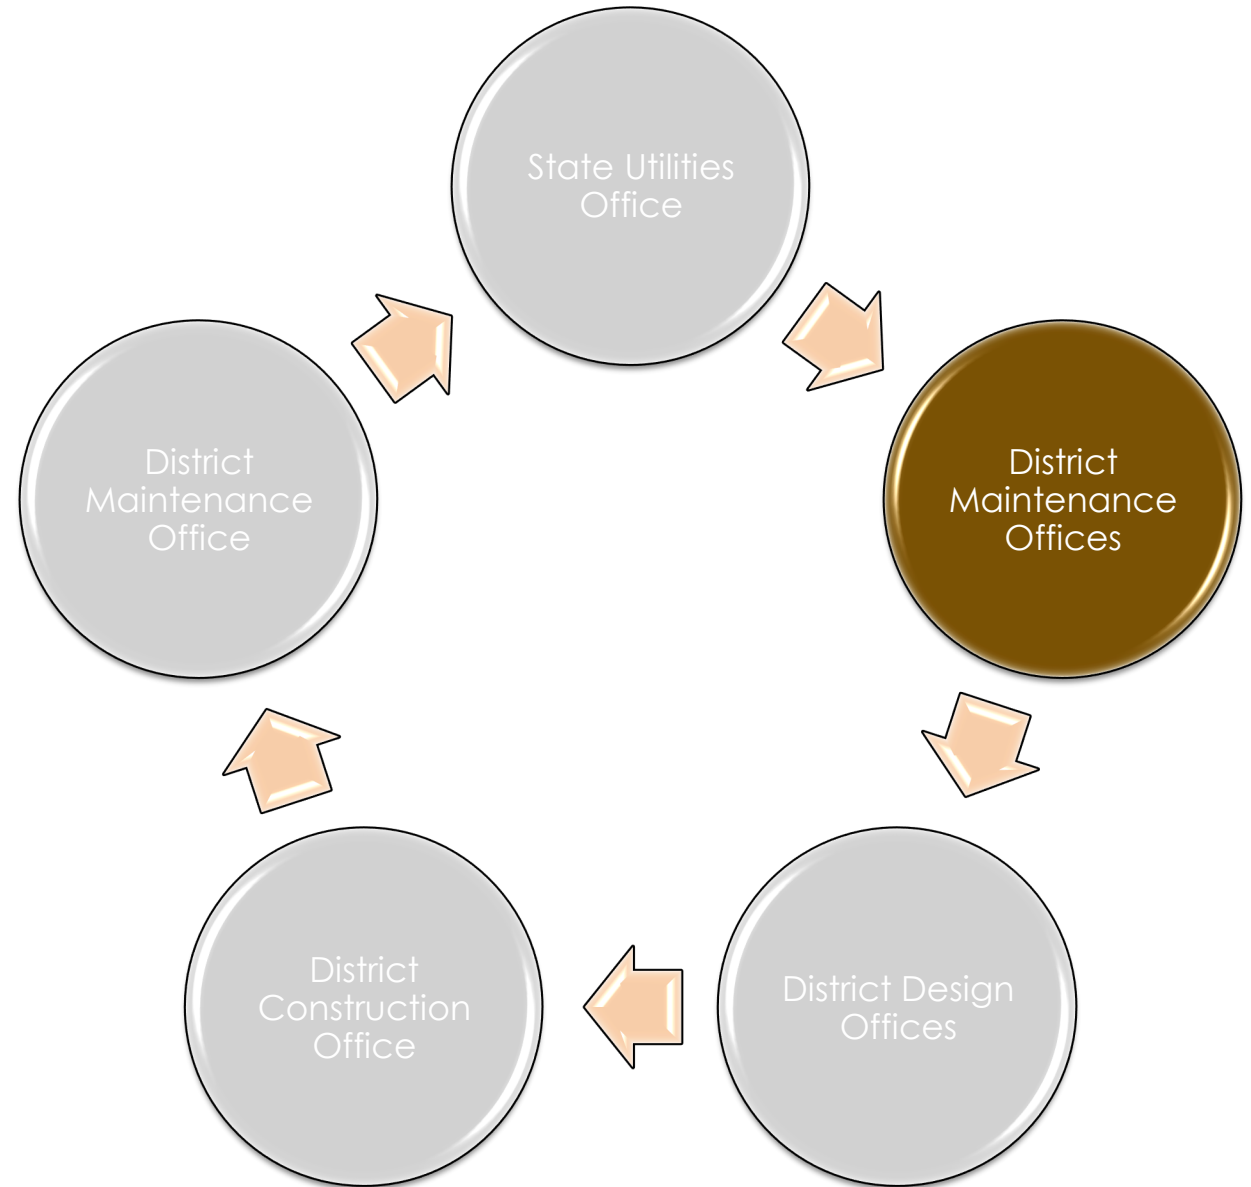 State Utilities
Office
District
Maintenance
Offices
District Design
Offices
District
Construction
Office
District
Maintenance
Office